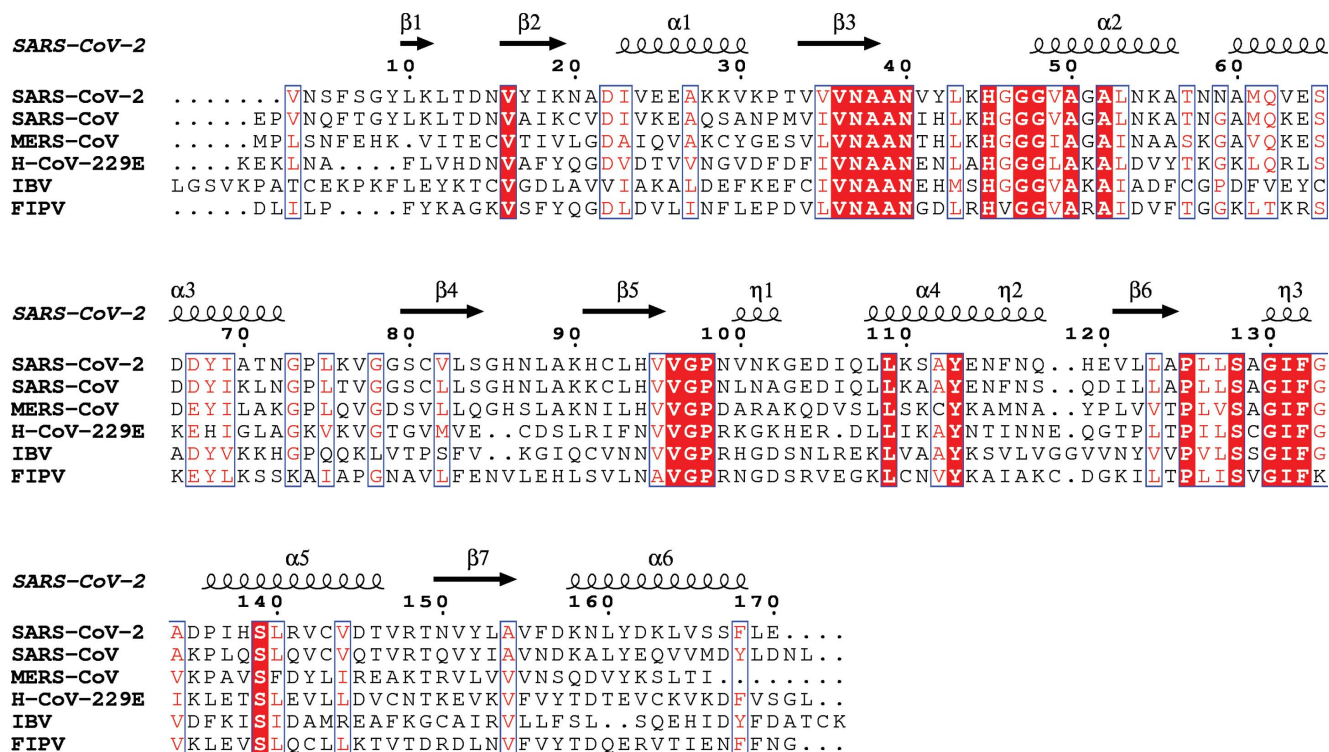 β1 β2 α1 β3 α2
SARS-CoV-2
10 20 30 40 50 60
SARS-CoV-2 .......VNSFSGYLKLTDNVYIKNADIVEEAKKVKPTVVVNAANVYLKHGGGVAGALNKATNNAMQVES
SARS-CoV .....EPVNQFTGYLKLTDNVAIKCVDIVKEAQSANPMVIVNAANIHLKHGGGVAGALNKATNGAMQKES
MERS-CoV .....MPLSNFEHK.VITECVTIVLGDAIQVAKCYGESVLVNAANTHLKHGGGIAGAINAASKGAVQKES
H-CoV-229E ...KEKLNA....FLVHDNVAFYQGDVDTVVNGVDFDFIVNAANENLAHGGGLAKALDVYTKGKLQRLS
IBV LGSVKPATCEKPKFLEYKTCVGDLAVVIAKALDEFKEFCIVNAANEHMSHGGGVAKAIADFCGPDFVEYC
FIPV .....DLILP....FYKAGKVSFYQGDLDVLINFLEPDVLVNAANGDLRHVGGVARAIDVFTGGKLTKRS
α3 β4 β5 η1 α4 η2 β6 η3
SARS-CoV-2
70 80 90 100 110 120 130
SARS-CoV-2 DDYIATNGPLKVGGSCVLSGHNLAKHCLHVVGPNVNKGEDIQLLKSAYENFNQ..HEVLLAPLLSAGIFG
SARS-CoV DDYIKLNGPLTVGGSCLLSGHNLAKKCLHVVGPNLNAGEDIQLLKAAYENFNS..QDILLAPLLSAGIFG
MERS-CoV DEYILAKGPLQVGDSVLLQGHSLAKNILHVVGPDARAKQDVSLLSKCYKAMNA..YPLVVTPLVSAGIFG
H-CoV-229E KEHIGLAGKVKVGTGVMVE..CDSLRIFNVVGPRKGKHER.DLLIKAYNTINNE.QGTPLTPILSCGIFG
IBV ADYVKKHGPQQKLVTPSFV..KGIQCVNNVVGPRHGDSNLREKLVAAYKSVLVGGVVNYVVPVLSSGIFG
FIPV KEYLKSSKAIAPGNAVLFENVLEHLSVLNAVGPRNGDSRVEGKLCNVYKAIAKC.DGKILTPLISVGIFK
α5 β7 α6
SARS-CoV-2
140 150 160 170
SARS-CoV-2 ADPIHSLRVCVDTVRTNVYLAVFDKNLYDKLVSSFLE....
SARS-CoV AKPLQSLQVCVQTVRTQVYIAVNDKALYEQVVMDYLDNL..
MERS-CoV VKPAVSFDYLIREAKTRVLVVVNSQDVYKSLTI........
H-CoV-229E IKLETSLEVLLDVCNTKEVKVFVYTDTEVCKVKDFVSGL..
IBV VDFKISIDAMREAFKGCAIRVLLFSL..SQEHIDYFDATCK
FIPV VKLEVSLQCLLKTVTDRDLNVFVYTDQERVTIENFFNG...